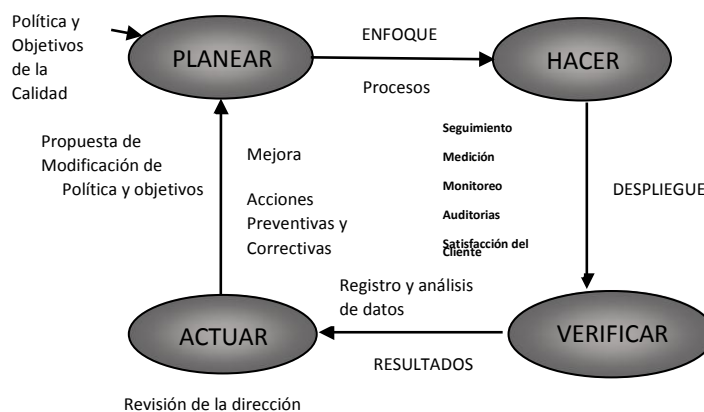 Política y
Objetivos
de la
Calidad
PLANEAR
ENFOQUE
Procesos
HACER
Propuesta de
Modificación de
Política y objetivos
Mejora
Acciones
Preventivas y
Correctivas
Seguimiento
Medición
Monitoreo
Auditorias
Satisfacción del
Cliente
DESPLIEGUE
Registro y análisis
de datos
ACTUAR
RESULTADOS
VERIFICAR
Revisión de la dirección